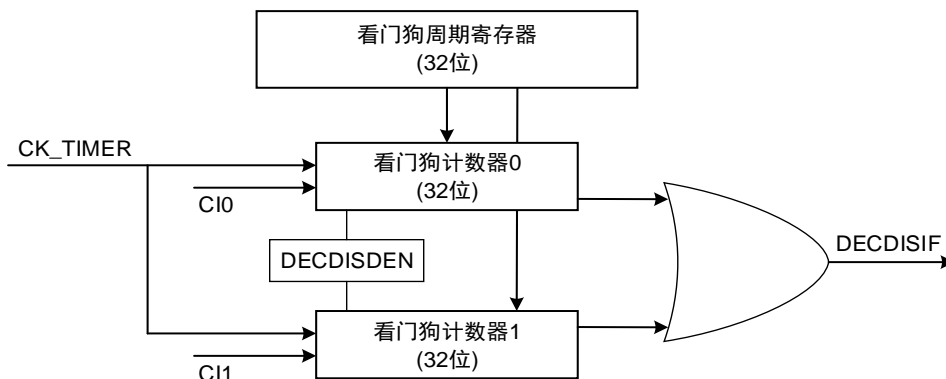 看门狗周期寄存器
(32位)
CK_TIMER
看门狗计数器0
(32位)
CI0
DECDISDEN
DECDISIF
看门狗计数器1
(32位)
CI1